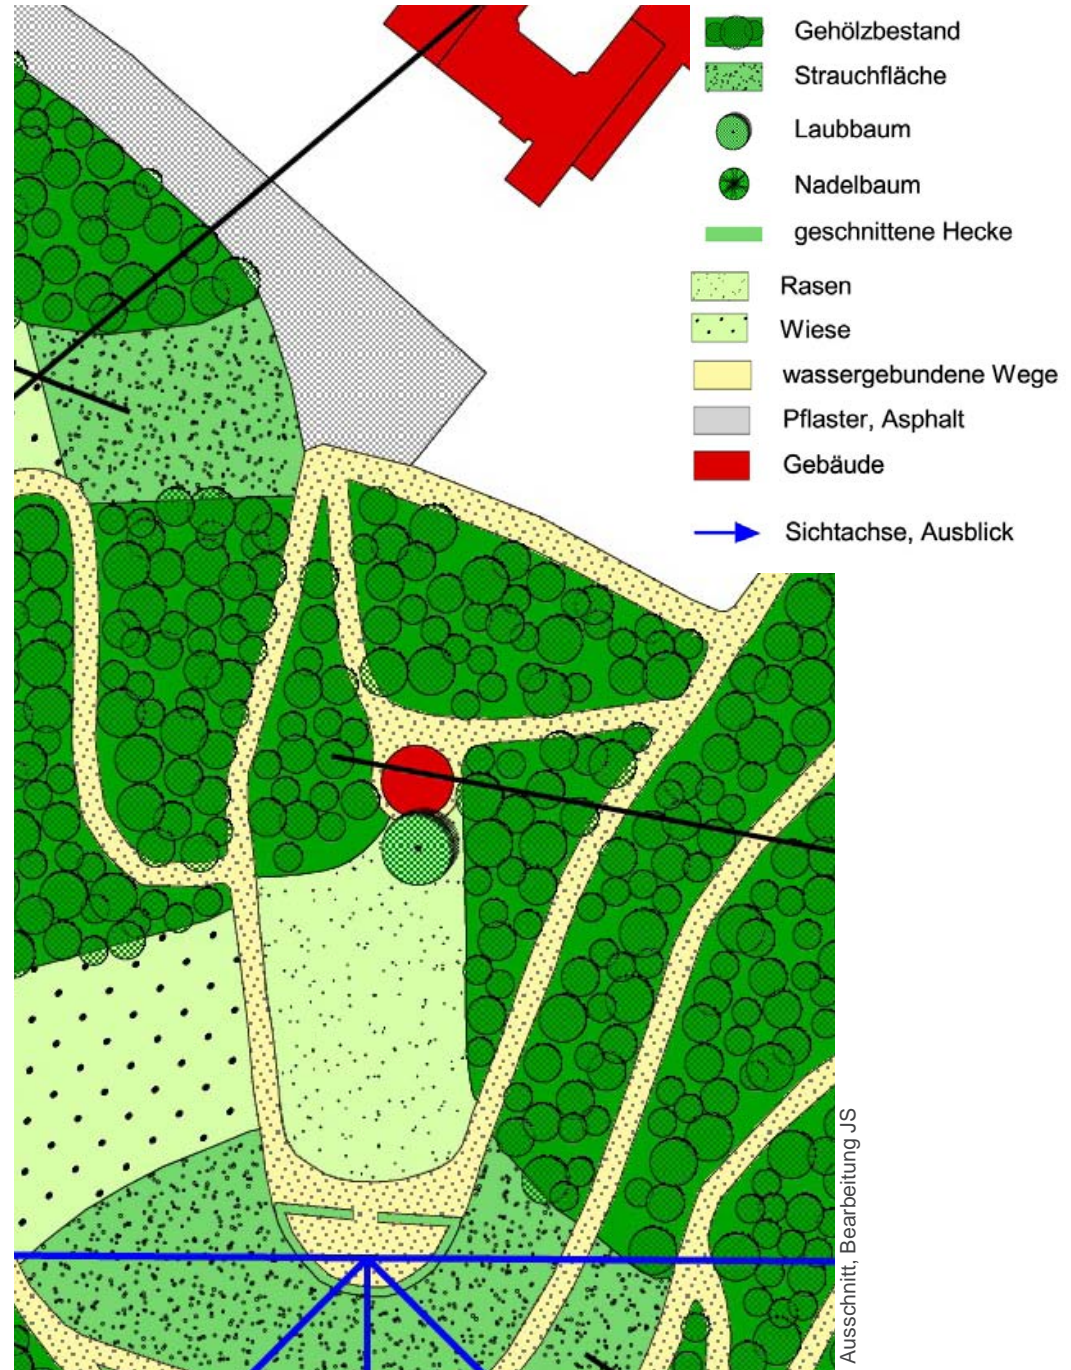 Gehölzbestand
Strauchfläche
Laubbaum
Nadelbaum
geschnittene Hecke
Rasen
Wiese
wassergebundene Wege
Pflaster, Asphalt
Gebäude
Sichtachse, Ausblick
Ausschnitt, Bearbeitung JS